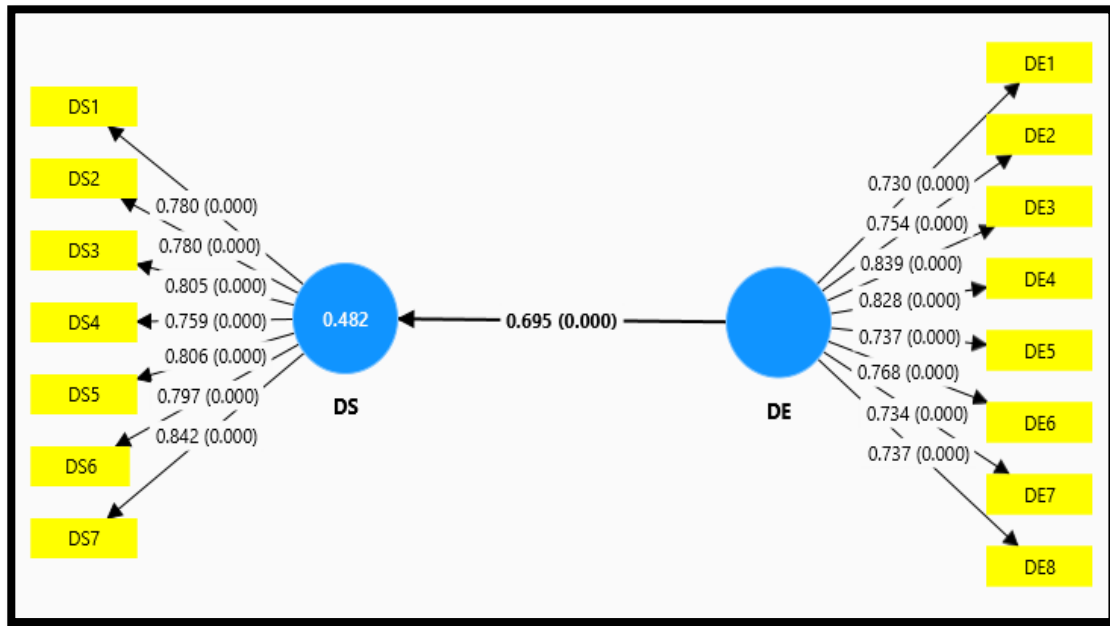 DS1
DS2
DS3
DS4
DS5
DS6
DS7
0.780 (0.000)
0.780 (0.000)
0.805 (0.000)
0.759 (0.000)
0.806 (0.000)
0.797 (0.000)
0.842 (0.000)
0.482
DS
0.695 (0.000)
DE
0.730 (0.000)
0.754 (0.000)
0.839 (0.000)
0.828 (0.000)
0.737 (0.000)
0.768 (0.000)
0.734 (0.000)
0.737 (0.000)
DE1
DE2
DE3
DE4
DE5
DE6
DE7
DE8